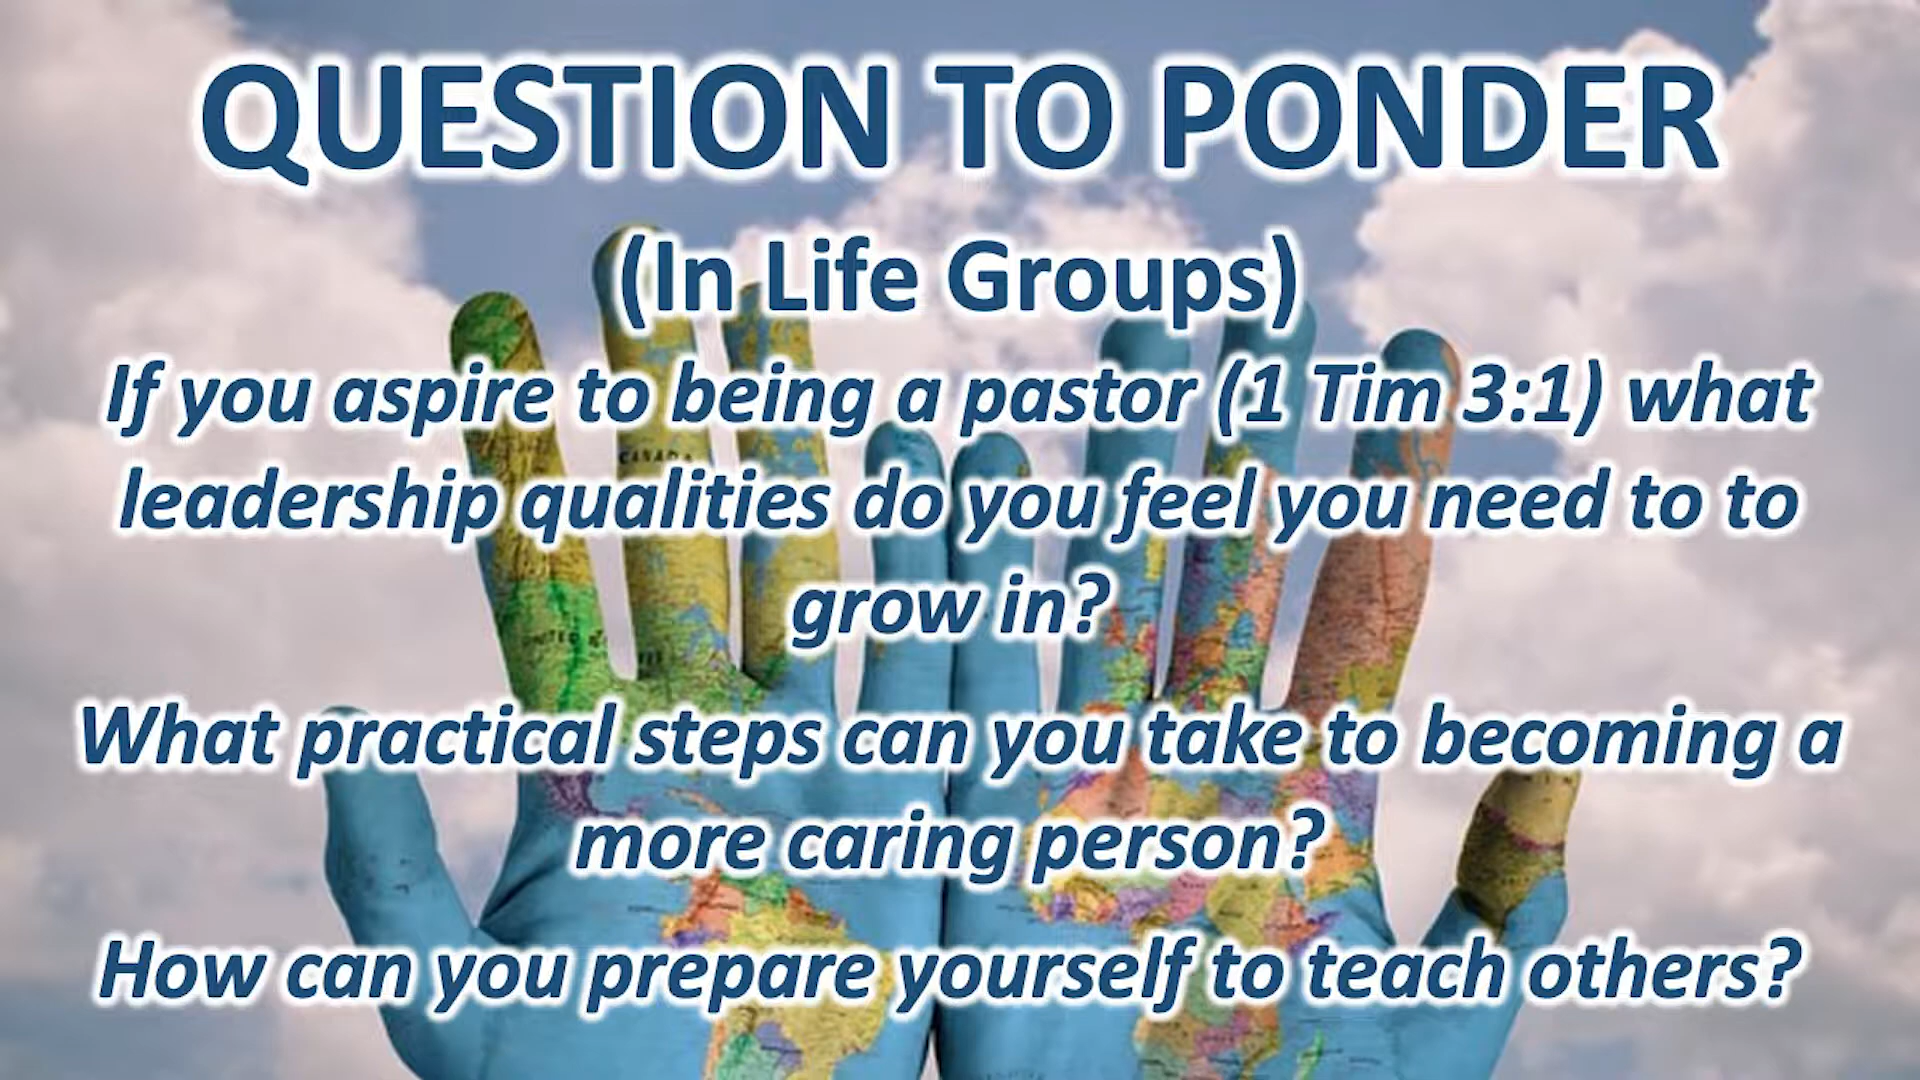 QUESTION TO PONDER
(In Life Groups)
If you aspire to being a pastor (1 Tim 3:1) what
leadership qualities do you feel you need to to
grow in?
What practical steps can you take to becoming a
more caring person?
How can you prepare yourself to teach others?
CANADA